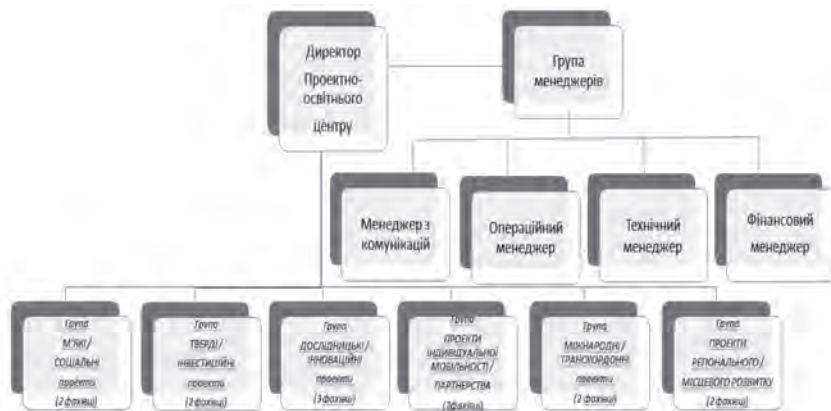 Директор
Проектно-
освітнього
центру
Група
менеджерів
Менеджер з
комунікацій
Операційний
менеджер
Технічний
менеджер
Фінансовий
менеджер
Група
М'ЯКІ/
СОЦІАЛЬНІ
проекти
(2 фахівці)
Група
ТВЕРДІ/
ІНВЕСТИЦІЙНІ
проекти
(2 фахівці)
Група
ДОСЛІДНИЦЬКІ/
ІННОВАЦІЙНІ
проекти
(3 фахівці)
Група
ПРОЕКТИ
ІНДИВІДУАЛЬНОЇ
МОБІЛЬНОСТІ/
ПАРТНЕРСТВА
(2фахівці)
Група
МІЖНАРОДНІ/
ТРАНСКОРДОННІ
проекти
(2 фахівці)
Група
ПРОЕКТИ
РЕГІОНАЛЬНОГО/
МІСЦЕВОГО РОЗВИТКУ
(2 фахівці)